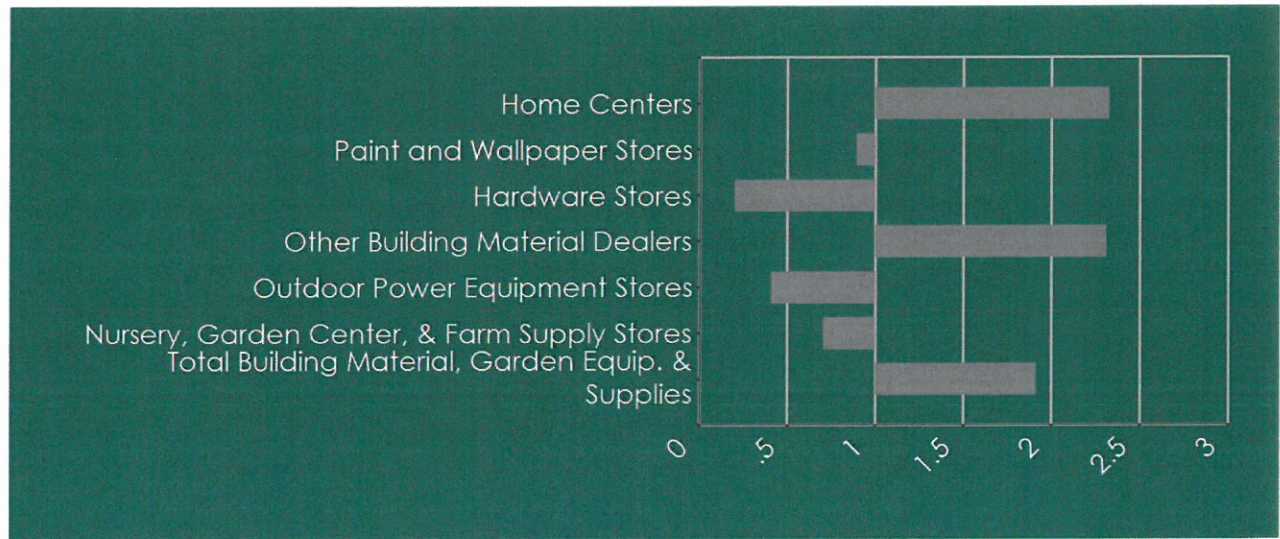 Home Centers
Paint and Wallpaper Stores
Hardware Stores
Other Building Material Dealers
Outdoor Power Equipment Stores
Nursery, Garden Center, & Farm Supply Stores
Total Building Material, Garden Equip. &
Supplies
0
.5
1
1.5
2
2.5
3